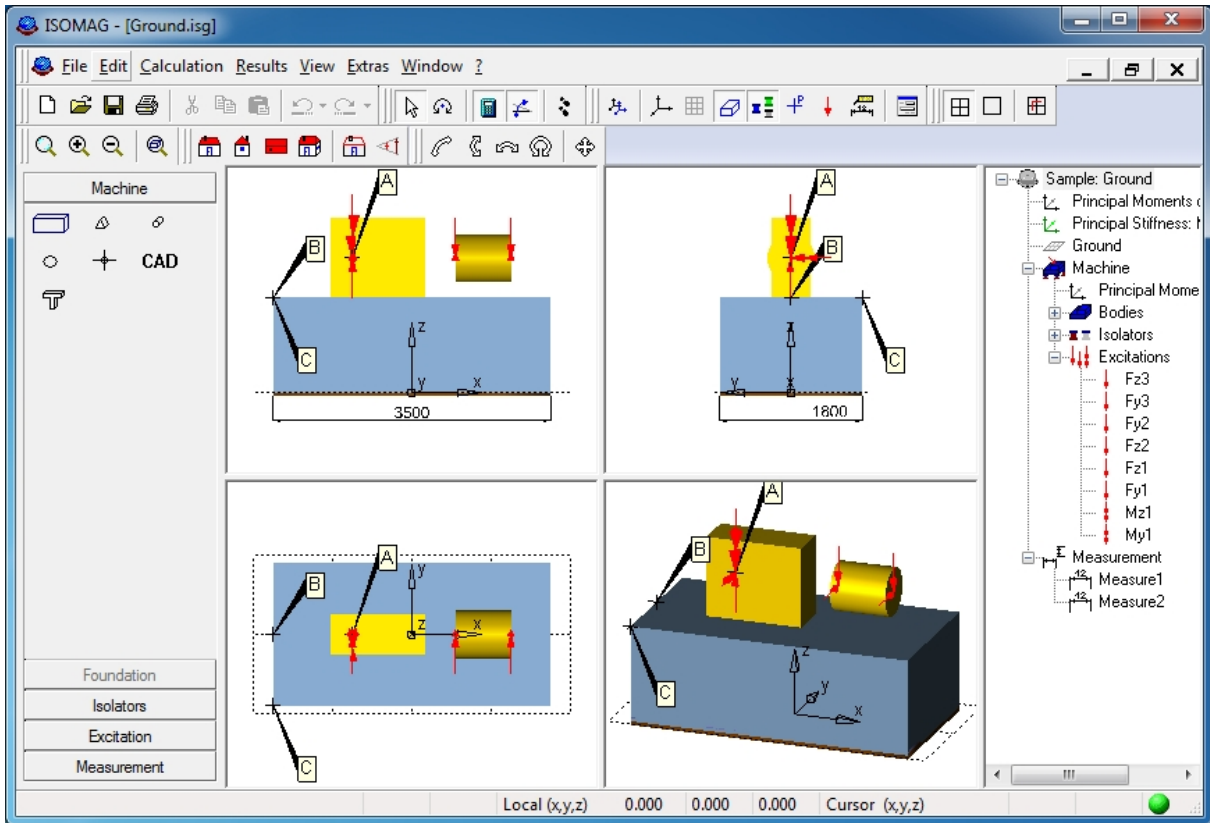 ISOMAG - [Ground.isg]
File Edit Calculation Results View Extras Window ?
Machine
CAD
Foundation
Isolators
Excitation
Measurement
A
B
C
z
y
x
3500
A
B
C
z
y
x
1800
A
B
C
y
z
x
A
B
C
z
y
x
Sample: Ground
Principal Moments
Principal Stiffness:
Ground
Machine
Principal Mome
Bodies
Isolators
Excitations
Fz3
Fy3
Fy2
Fz2
Fz1
Fy1
Mz1
My1
Measurement
Measure1
Measure2
Local (x,y,z) 0.000 0.000 0.000 Cursor (x,y,z)